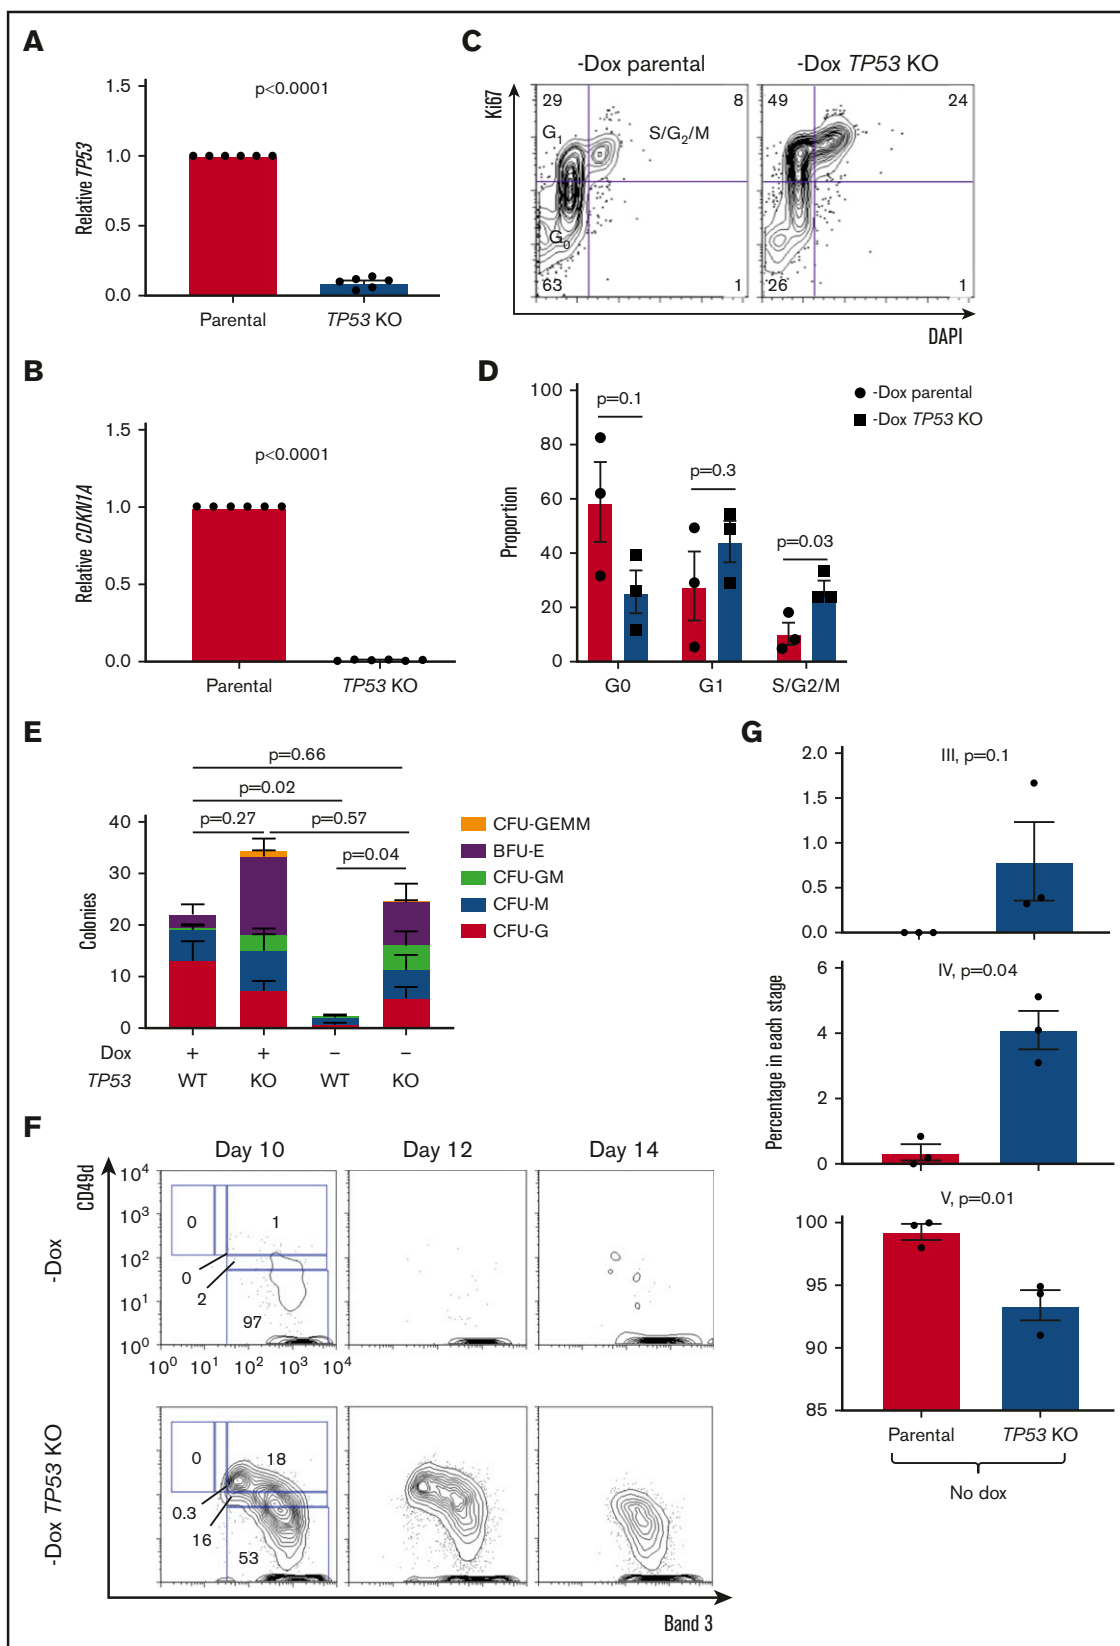 A
1.5
p<0.0001
1.0
0.5
0.0
Relative TP53
Parental
TP53 KO
B
1.5
p<0.0001
1.0
0.5
0.0
Relative CDKN1A
Parental
TP53 KO
C
-Dox parental
-Dox TP53 KO
Ki67
29
8
G1
S/G2/M
G0
63
1
49
24
26
1
DAPI
D
100
80
60
40
20
0
Proportion
p=0.1
p=0.3
p=0.03
-Dox parental
-Dox TP53 KO
G0
G1
S/G2/M
E
p=0.66
p=0.02
p=0.27
p=0.57
p=0.04
40
30
20
10
0
Colonies
CFU-GEMM
BFU-E
CFU-GM
CFU-M
CFU-G
Dox
+
+
−
−
TP53
WT
KO
WT
KO
F
Day 10
Day 12
Day 14
CD49d
-Dox
10^4
10^3
10^2
10^1
10^0
0
1
0
2
97
10^0
10^1
10^2
10^3
10^4
-Dox TP53 KO
0
18
0.3
16
53
Band 3
G
2.0
1.5
1.0
0.5
0.0
III, p=0.1
6
4
2
0
IV, p=0.04
Percentage in each stage
V, p=0.01
100
95
90
85
Parental
TP53 KO
No dox